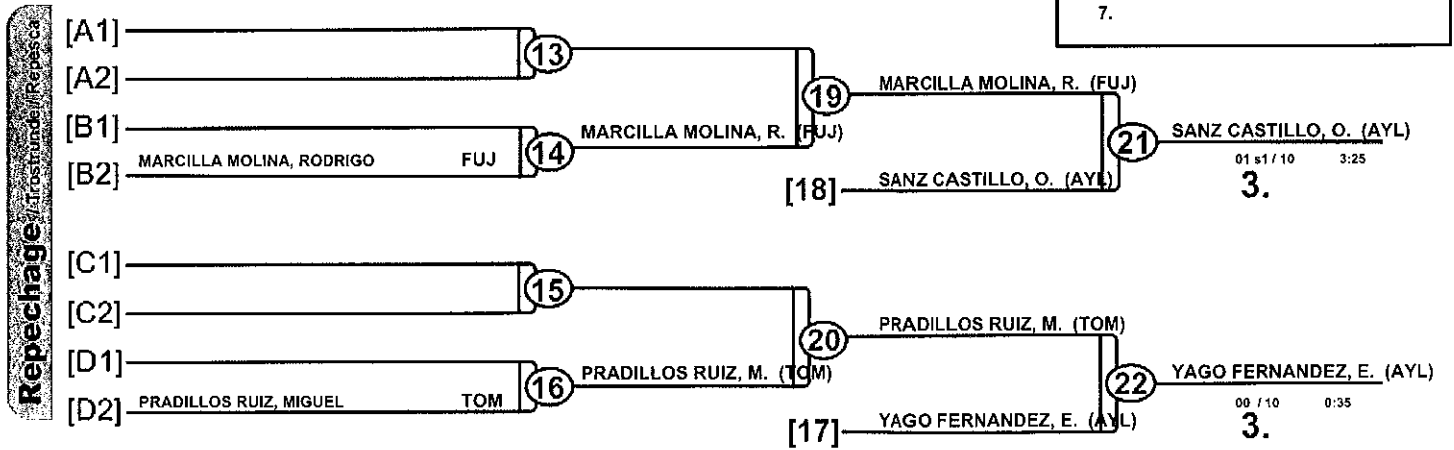 7.
Repechage // Trostrunde // Repesca
[A1]
13
[A2]
19
MARCILLA MOLINA, R. (FUJ)
[B1]
MARCILLA MOLINA, R. (FUJ)
21
SANZ CASTILLO, O. (AYL)
14
[B2] MARCILLA MOLINA, RODRIGO FUJ
01 s1 / 10 3:25
[18] SANZ CASTILLO, O. (AYL)
3.
[C1]
15
[C2]
20
PRADILLOS RUIZ, M. (TOM)
[D1]
16
PRADILLOS RUIZ, M. (TOM)
22
YAGO FERNANDEZ, E. (AYL)
[D2] PRADILLOS RUIZ, MIGUEL TOM
00 / 10 0:35
[17] YAGO FERNANDEZ, E. (AYL)
3.